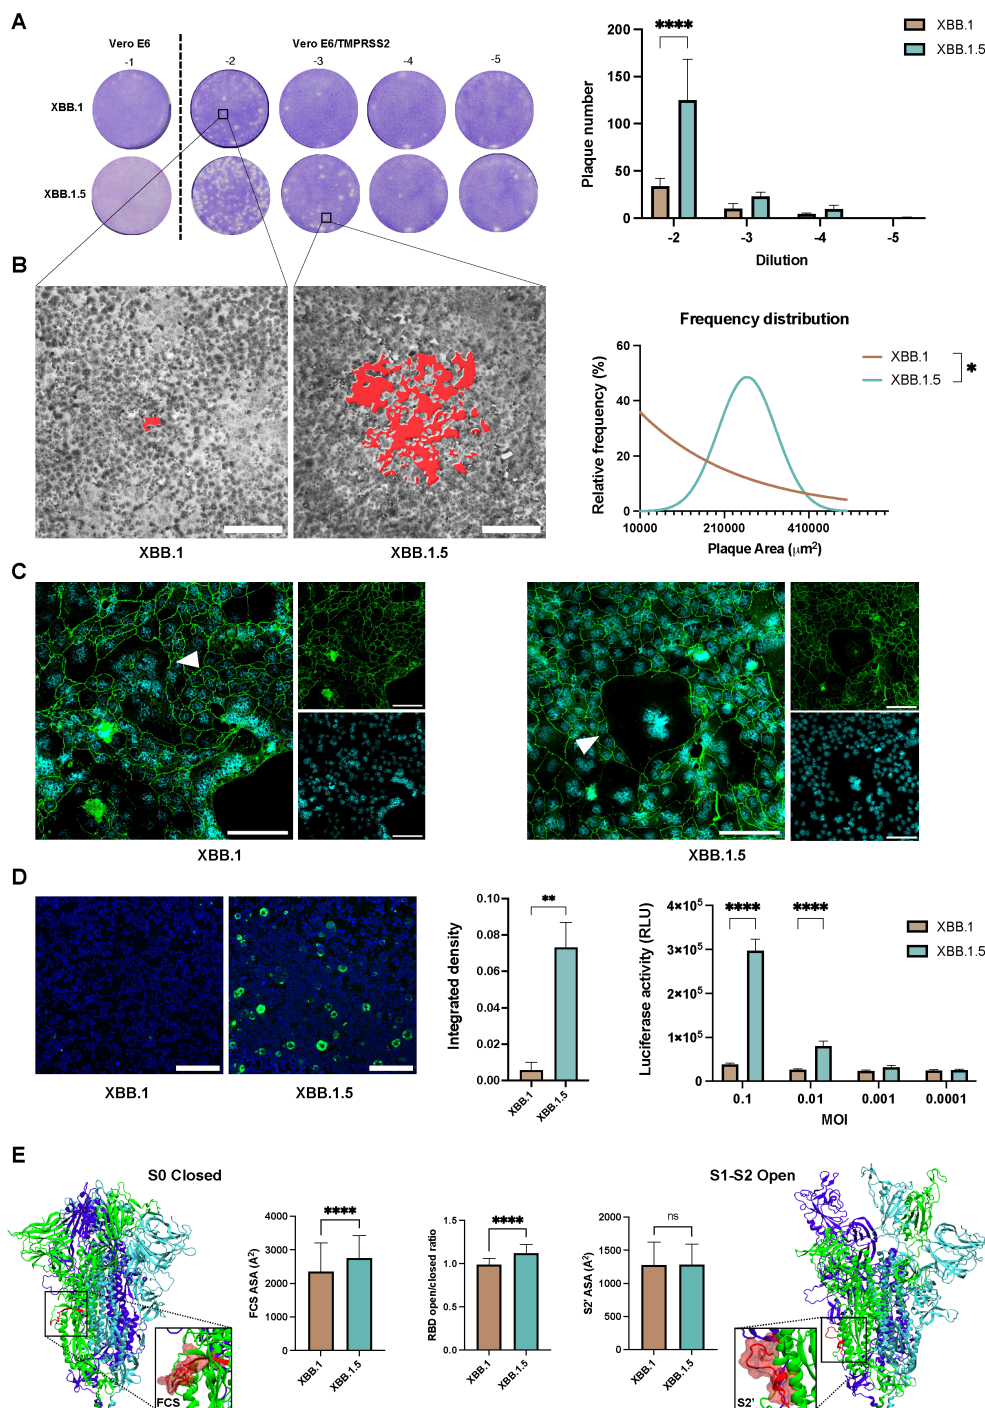 A
Vero E6
Vero E6/TMPRSS2
-1
-2
-3
-4
-5
XBB.1
XBB.1.5
200
150
100
50
0
Plaque number
****
-2
-3
-4
-5
Dilution
XBB.1
XBB.1.5
B
XBB.1
XBB.1.5
Frequency distribution
60
40
20
0
Relative frequency (%)
10000
210000
410000
Plaque Area (μm²)
XBB.1
XBB.1.5
*
C
XBB.1
XBB.1.5
D
XBB.1
XBB.1.5
0.10
0.08
0.06
0.04
0.02
0.00
Integrated density
**
XBB.1
XBB.1.5
4×10⁵
3×10⁵
2×10⁵
1×10⁵
0
Luciferase activity (RLU)
****
****
0.1
0.01
0.001
0.0001
MOI
XBB.1
XBB.1.5
E
S0 Closed
FCS
4000
3000
2000
1000
0
FCS ASA (Å²)
****
XBB.1
XBB.1.5
1.5
1.0
0.5
0.0
RBD open/closed ratio
****
XBB.1
XBB.1.5
2000
1500
1000
500
0
S2' ASA (Å²)
ns
XBB.1
XBB.1.5
S1-S2 Open
S2'